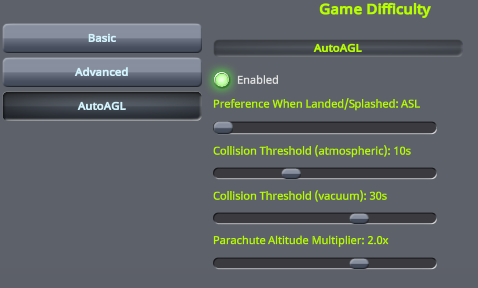 Game Difficulty
Basic
Advanced
AutoAGL
AutoAGL
Enabled
Preference When Landed/Splashed: ASL
Collision Threshold (atmospheric): 10s
Collision Threshold (vacuum): 30s
Parachute Altitude Multiplier: 2.0x